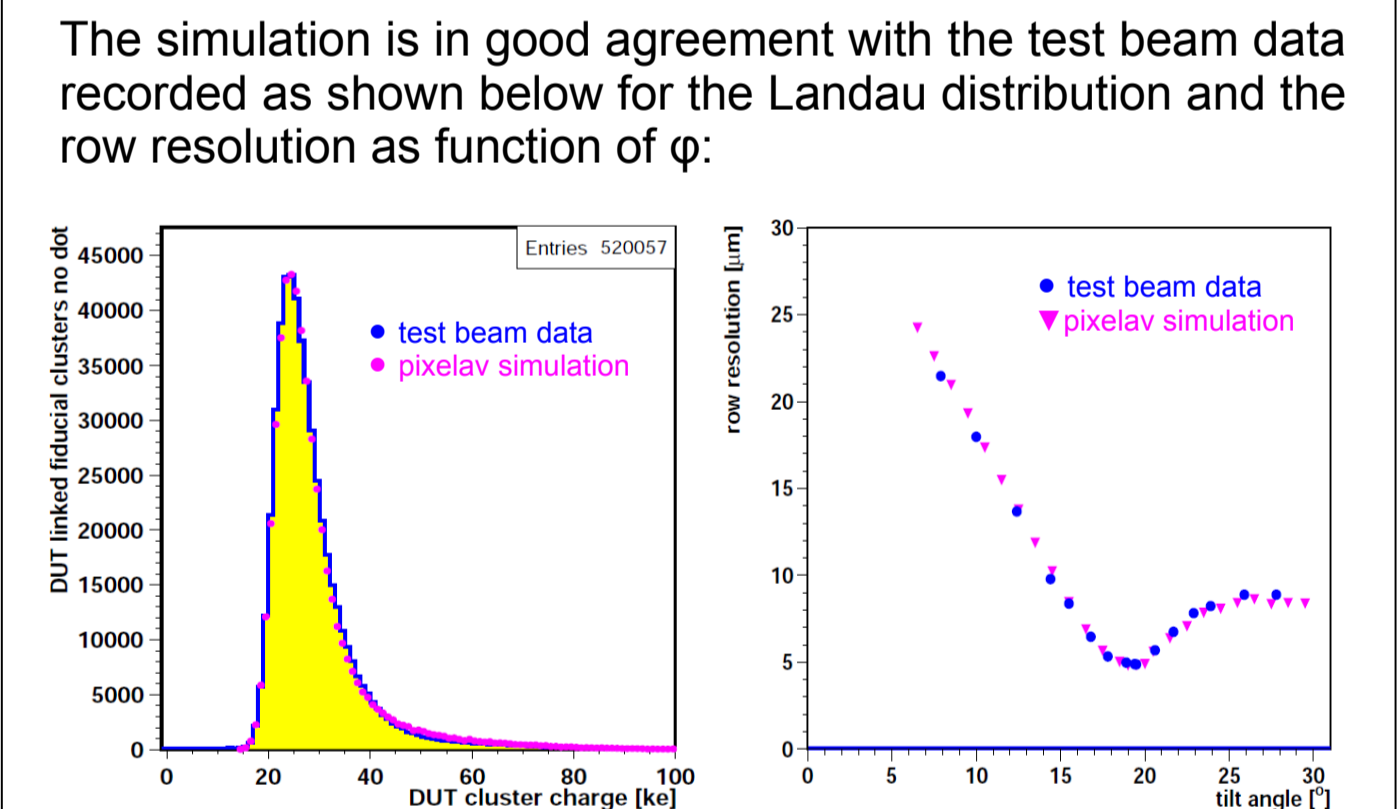 The simulation is in good agreement with the test beam data
recorded as shown below for the Landau distribution and the
row resolution as function of φ:
DUT linked fiducial clusters no dot
45000
40000
35000
30000
25000
20000
15000
10000
5000
0
Entries 520057
test beam data
pixelav simulation
0 20 40 60 80 100
DUT cluster charge [ke]
row resolution [μm]
30
25
20
15
10
5
0
test beam data
pixelav simulation
0 5 10 15 20 25 30
tilt angle [°]